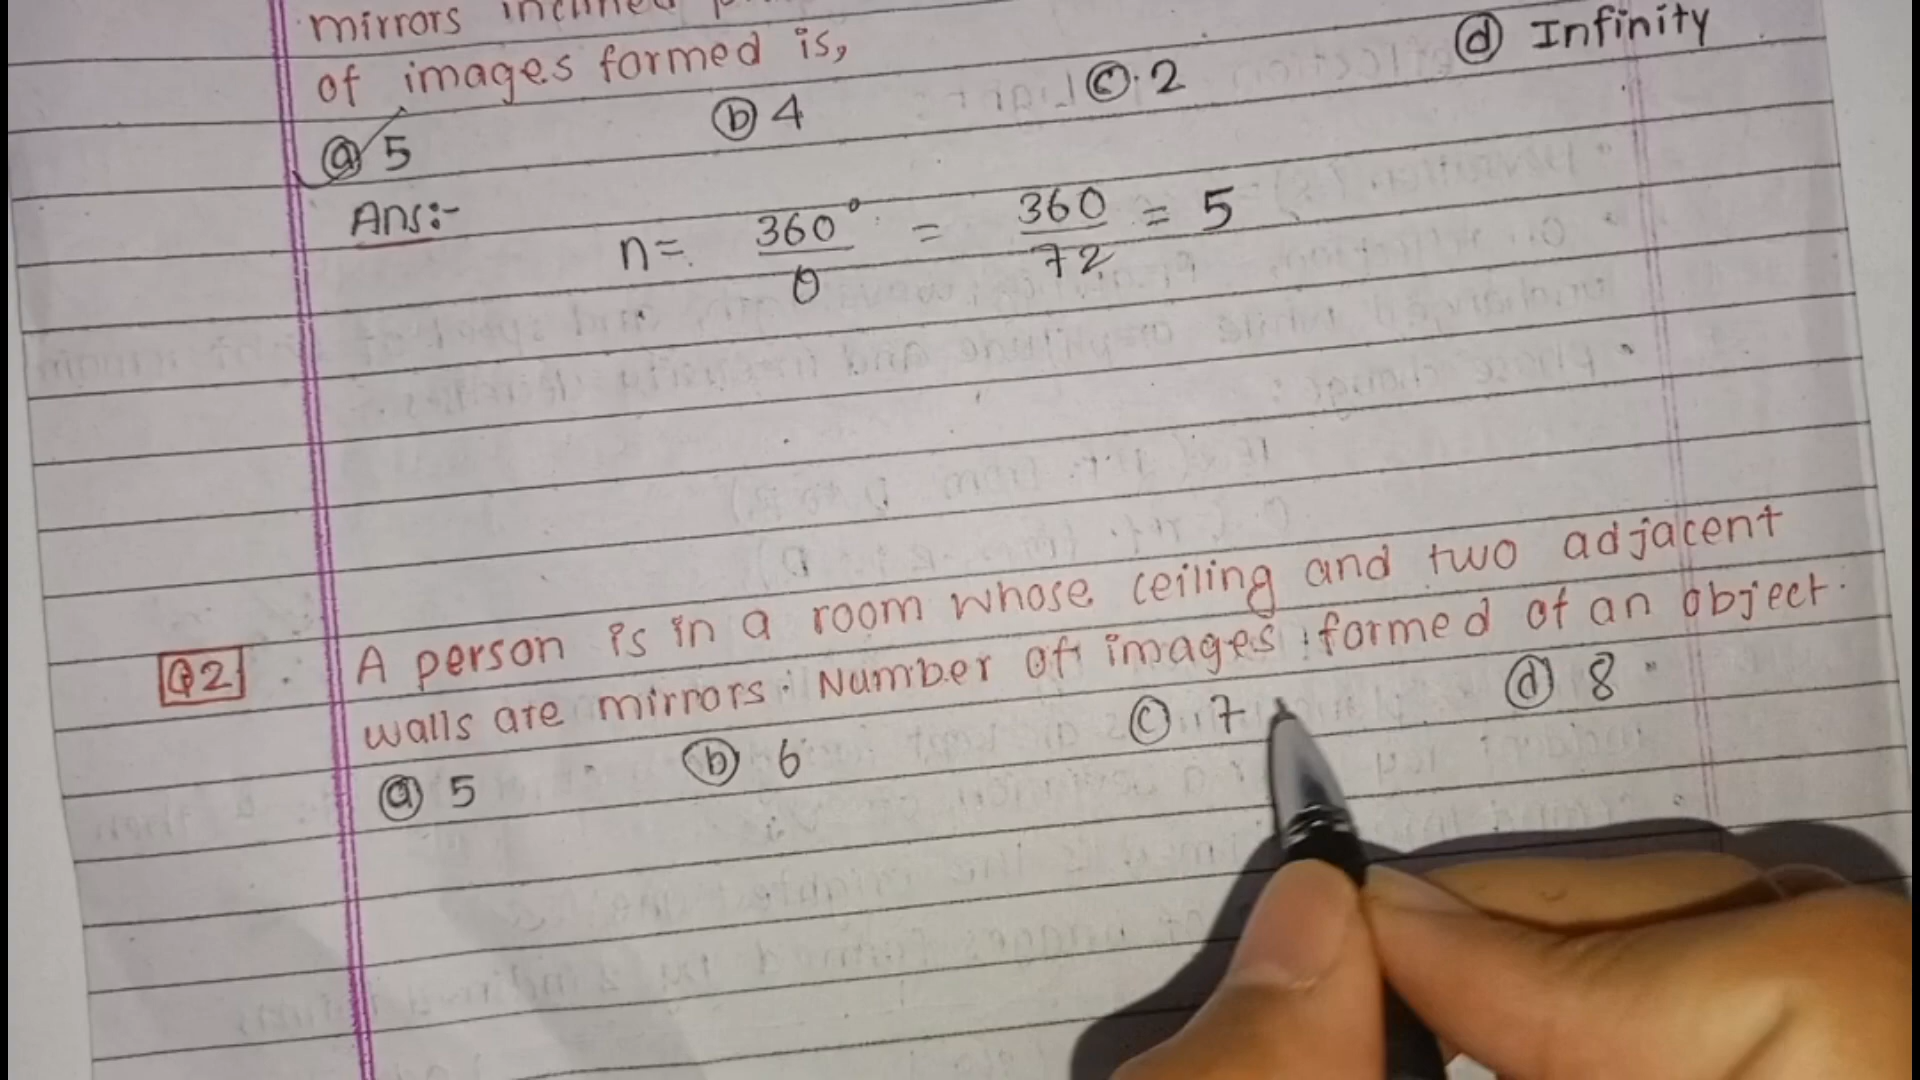 mirrors inclined
of images formed is,
ⓐ 5 ⓑ 4 ⓒ 2 ⓓ Infinity
Ans:-
n = 360° / θ = 360 / 72 = 5
Q2 A person is in a room whose ceiling and two adjacent
walls are mirrors. Number of images formed of an object.
ⓐ 5 ⓑ 6 ⓒ 7 ⓓ 8